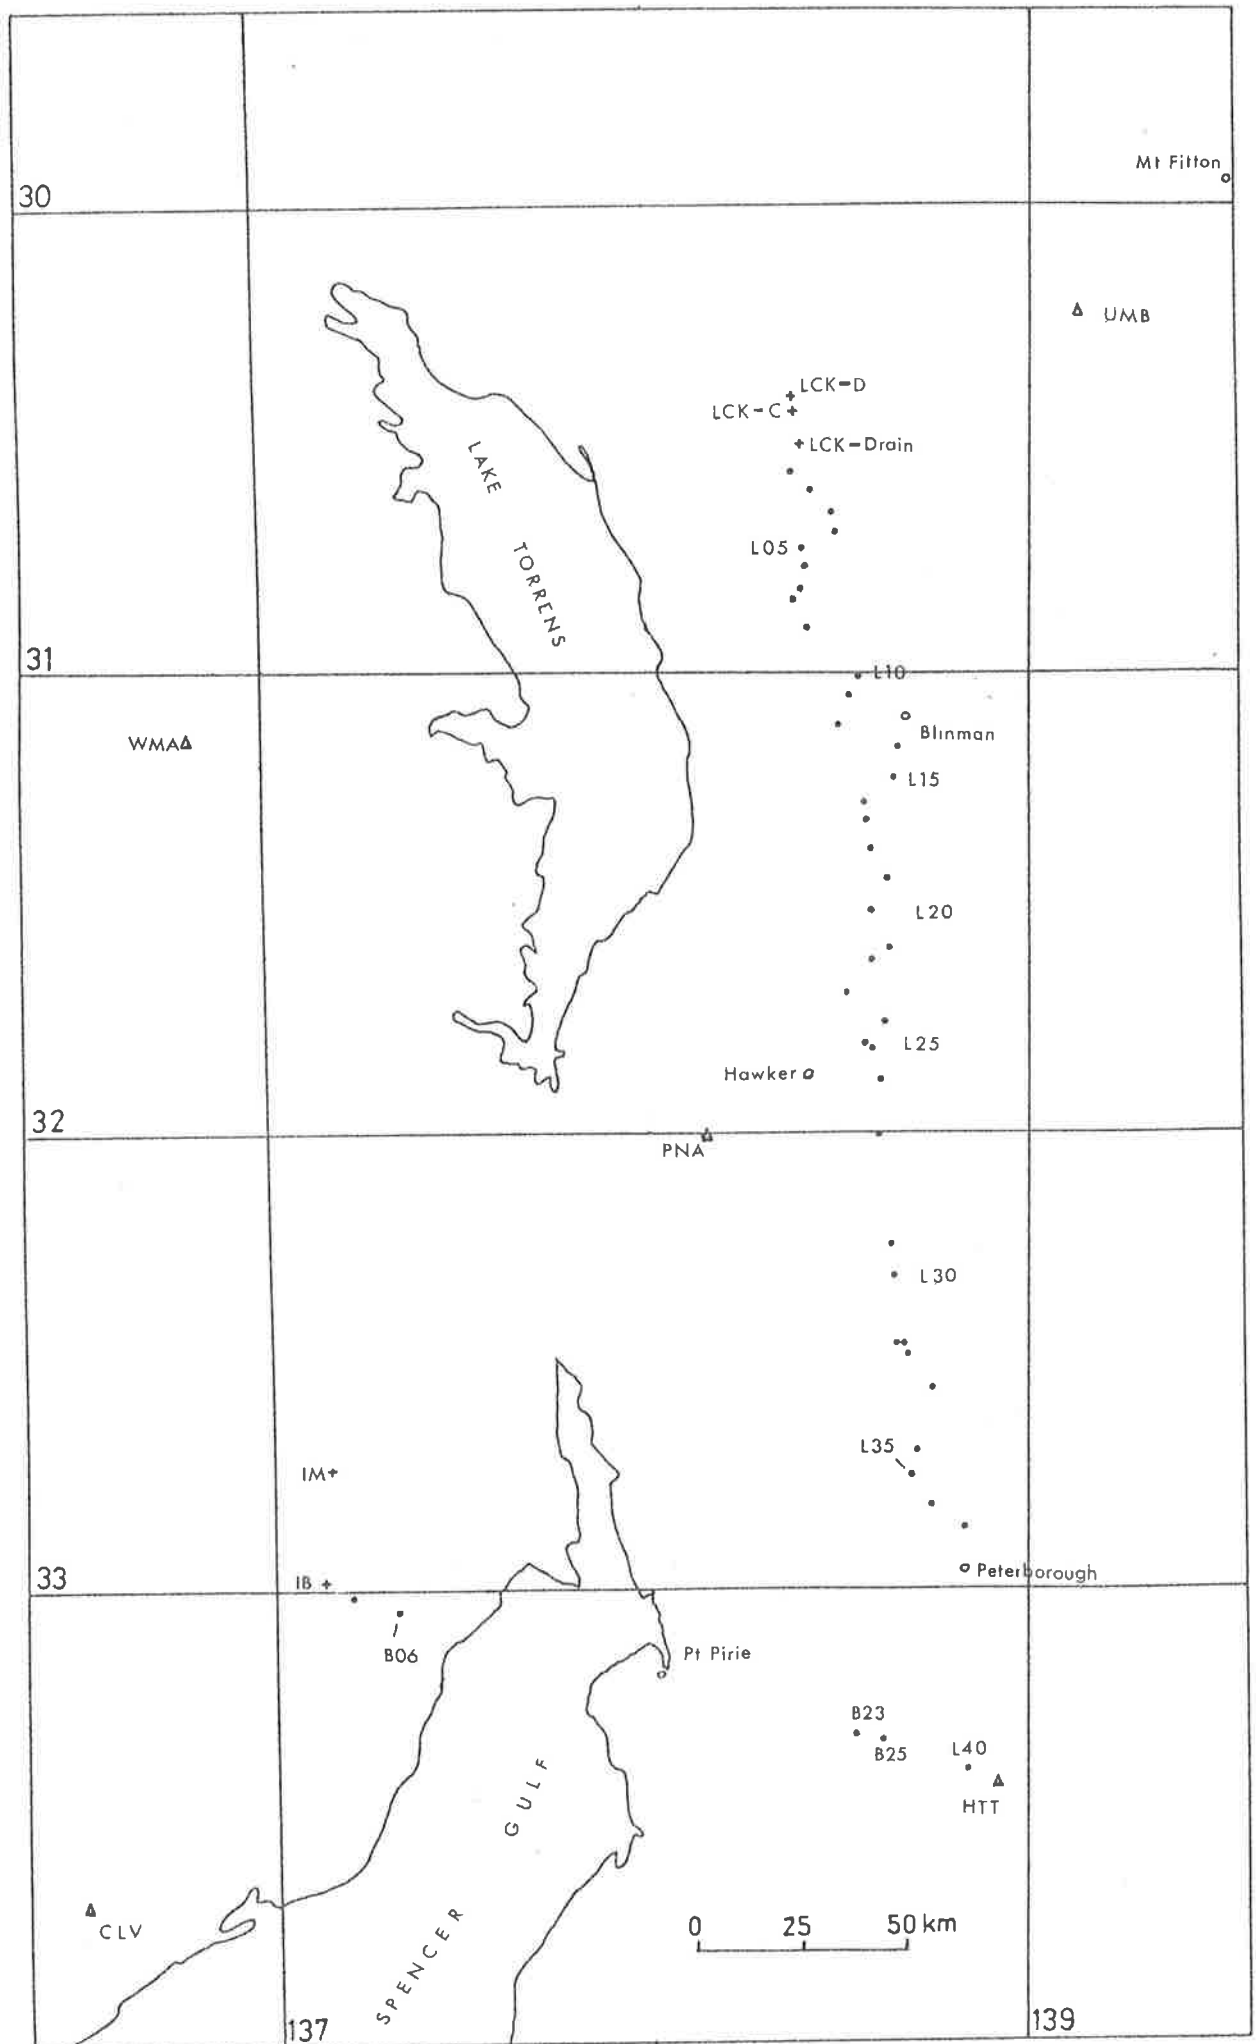 Mt Fitton
30
UMB
LCK-D
LCK-C
LCK-Drain
LAKE
TORRENS
L05
31
L10
Blinman
WMA
L15
L20
L25
Hawker
32
PNA
L30
L35
IM
33
IB
Peterborough
B06
Pt Pirie
B23
B25
L40
HTT
GULF
SPENCER
CLV
0 25 50 km
137
139